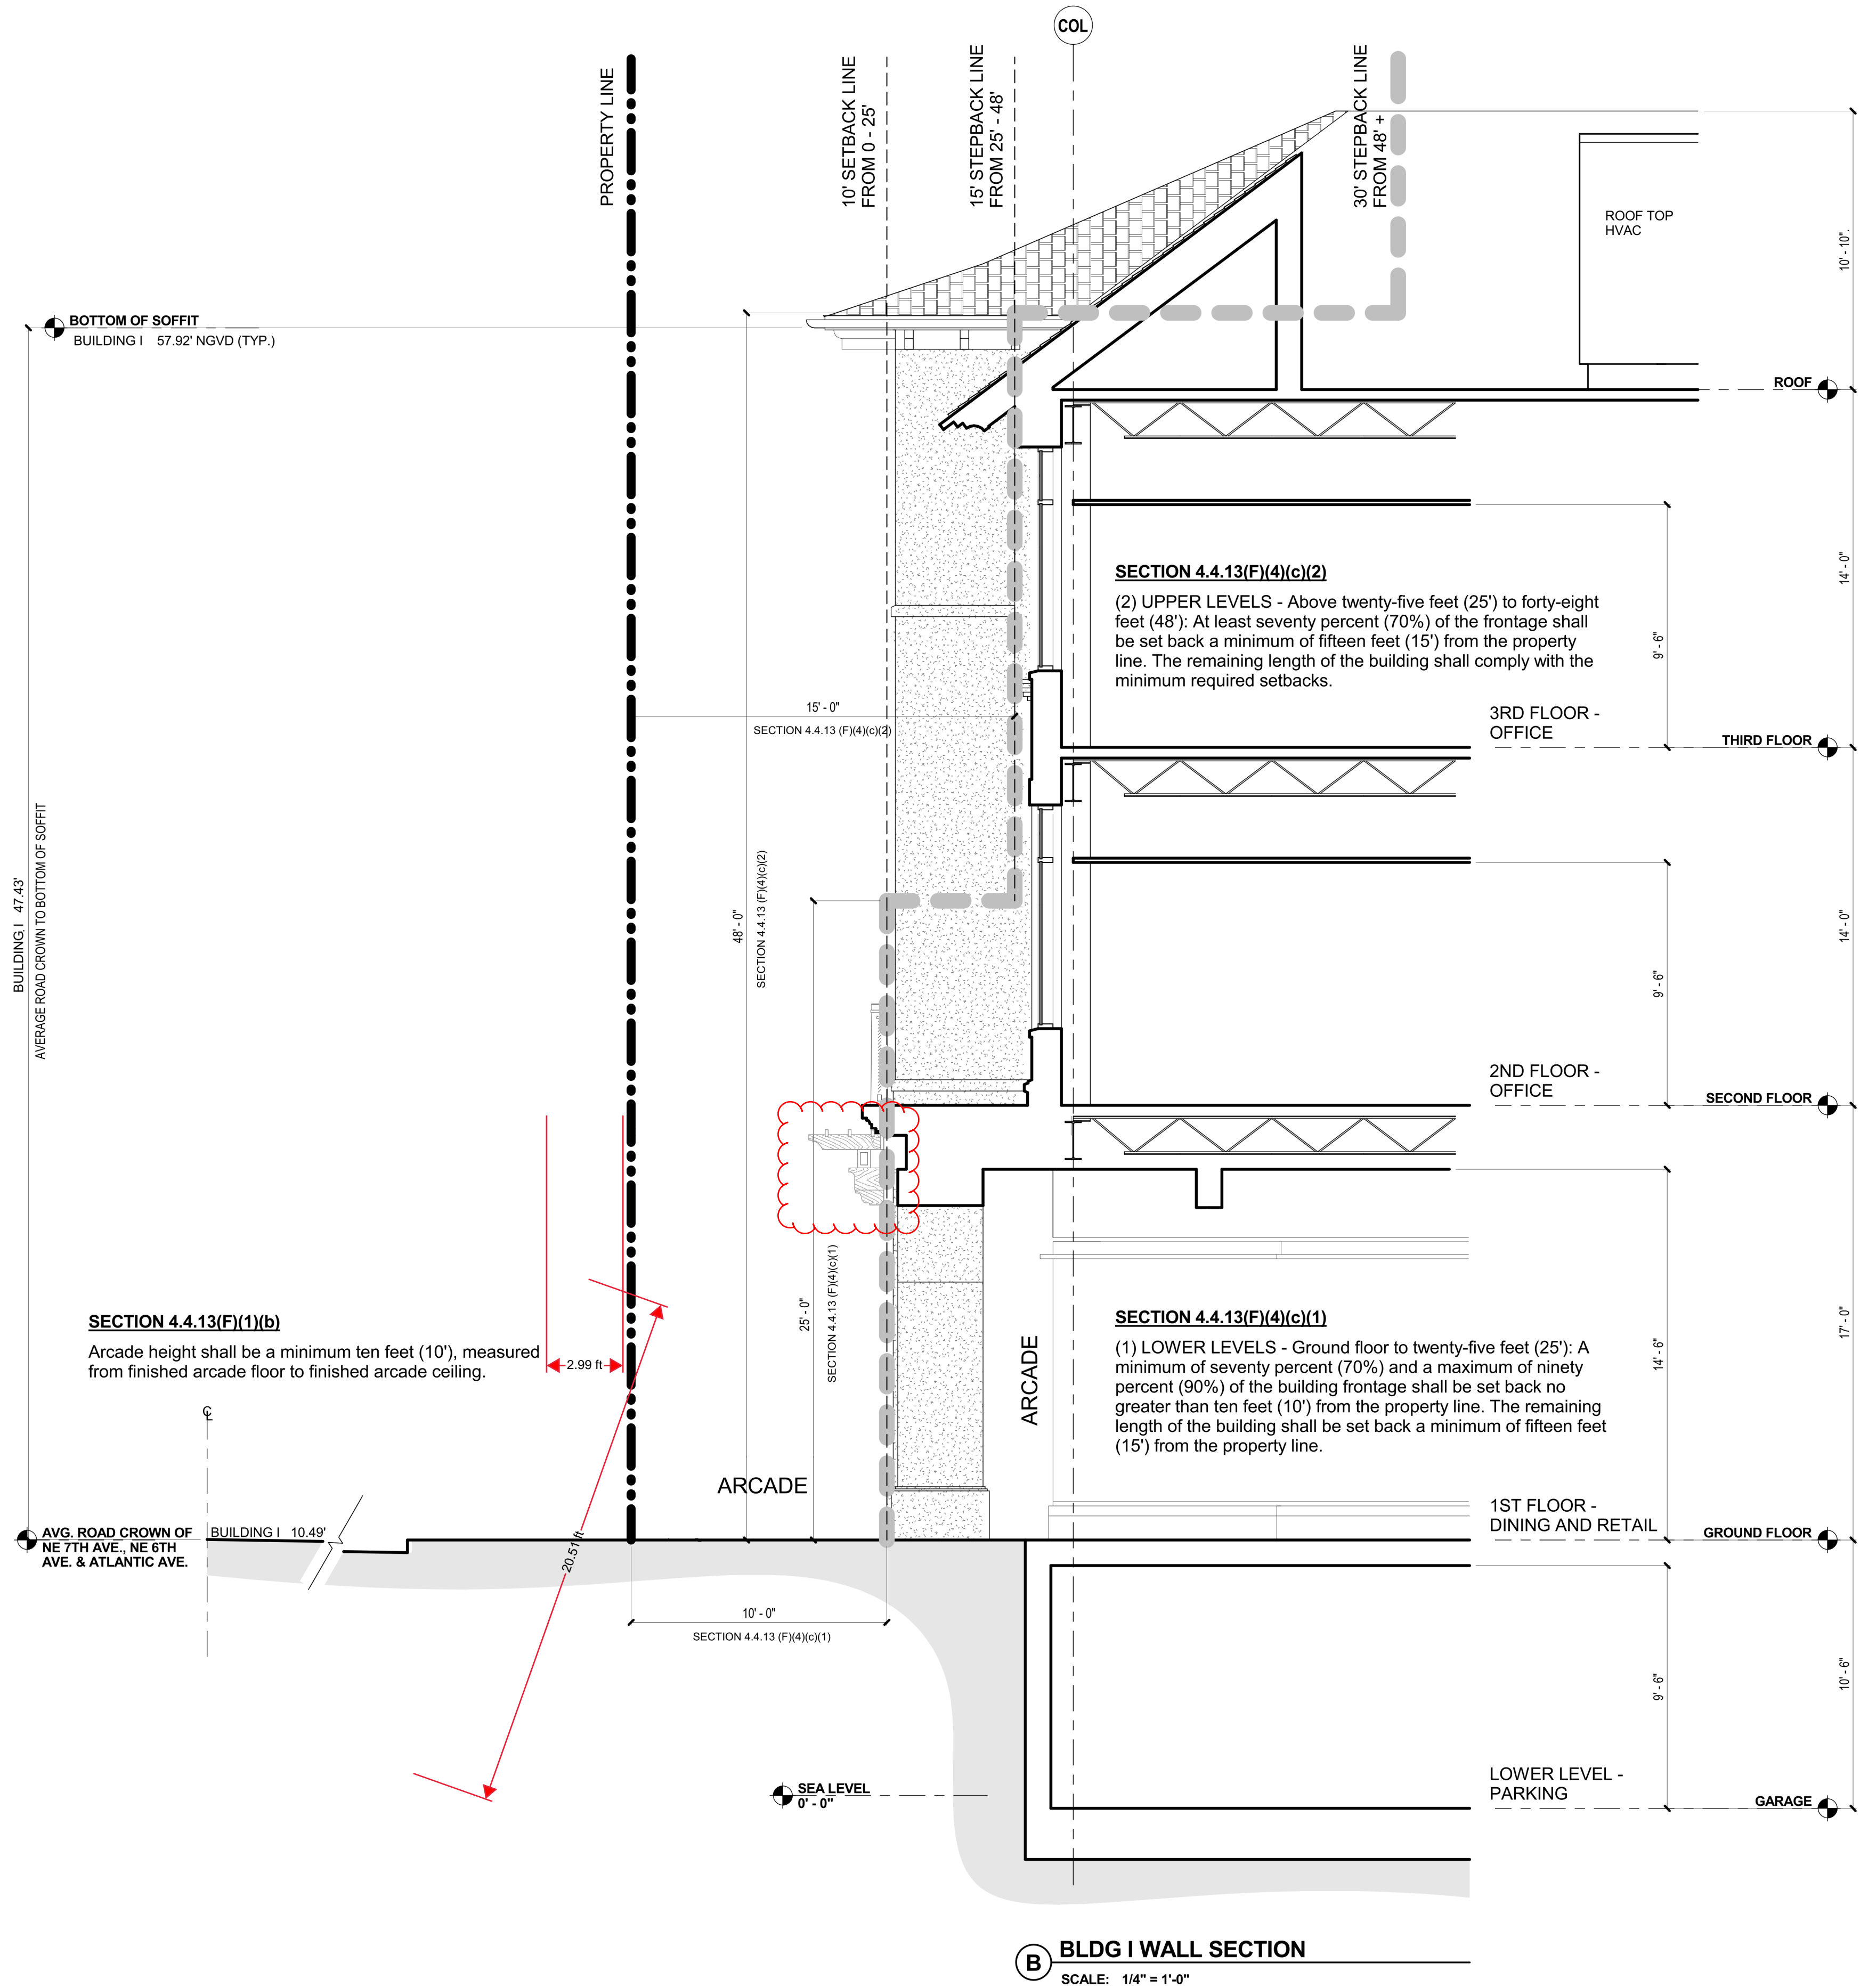 COL
PROPERTY LINE
10' SETBACK LINE
FROM 0 - 25'
15' STEPBACK LINE
FROM 25' - 48'
30' STEPBACK LINE
FROM 48' +
ROOF TOP
HVAC
10' - 10".
BOTTOM OF SOFFIT
BUILDING I 57.92' NGVD (TYP.)
ROOF
SECTION 4.4.13(F)(4)(c)(2)
(2) UPPER LEVELS - Above twenty-five feet (25') to forty-eight
feet (48'): At least seventy percent (70%) of the frontage shall
be set back a minimum of fifteen feet (15') from the property
line. The remaining length of the building shall comply with the
minimum required setbacks.
9' - 6"
14' - 0"
15' - 0"
SECTION 4.4.13 (F)(4)(c)(2)
3RD FLOOR -
OFFICE
THIRD FLOOR
BUILDING I 47.43'
AVERAGE ROAD CROWN TO BOTTOM OF SOFFIT
48' - 0"
SECTION 4.4.13 (F)(4)(c)(2)
9' - 6"
14' - 0"
2ND FLOOR -
OFFICE
SECOND FLOOR
25' - 0"
SECTION 4.4.13 (F)(4)(c)(1)
SECTION 4.4.13(F)(1)(b)
Arcade height shall be a minimum ten feet (10'), measured
from finished arcade floor to finished arcade ceiling.
2.99 ft
20.51 ft
ARCADE
ARCADE
SECTION 4.4.13(F)(4)(c)(1)
(1) LOWER LEVELS - Ground floor to twenty-five feet (25'): A
minimum of seventy percent (70%) and a maximum of ninety
percent (90%) of the building frontage shall be set back no
greater than ten feet (10') from the property line. The remaining
length of the building shall be set back a minimum of fifteen feet
(15') from the property line.
14' - 6"
17' - 0"
1ST FLOOR -
DINING AND RETAIL
GROUND FLOOR
AVG. ROAD CROWN OF
NE 7TH AVE., NE 6TH
AVE. & ATLANTIC AVE.
BUILDING I 10.49'
10' - 0"
SECTION 4.4.13 (F)(4)(c)(1)
9' - 6"
10' - 6"
SEA LEVEL
0' - 0"
LOWER LEVEL -
PARKING
GARAGE
B
BLDG I WALL SECTION
SCALE: 1/4" = 1'-0"